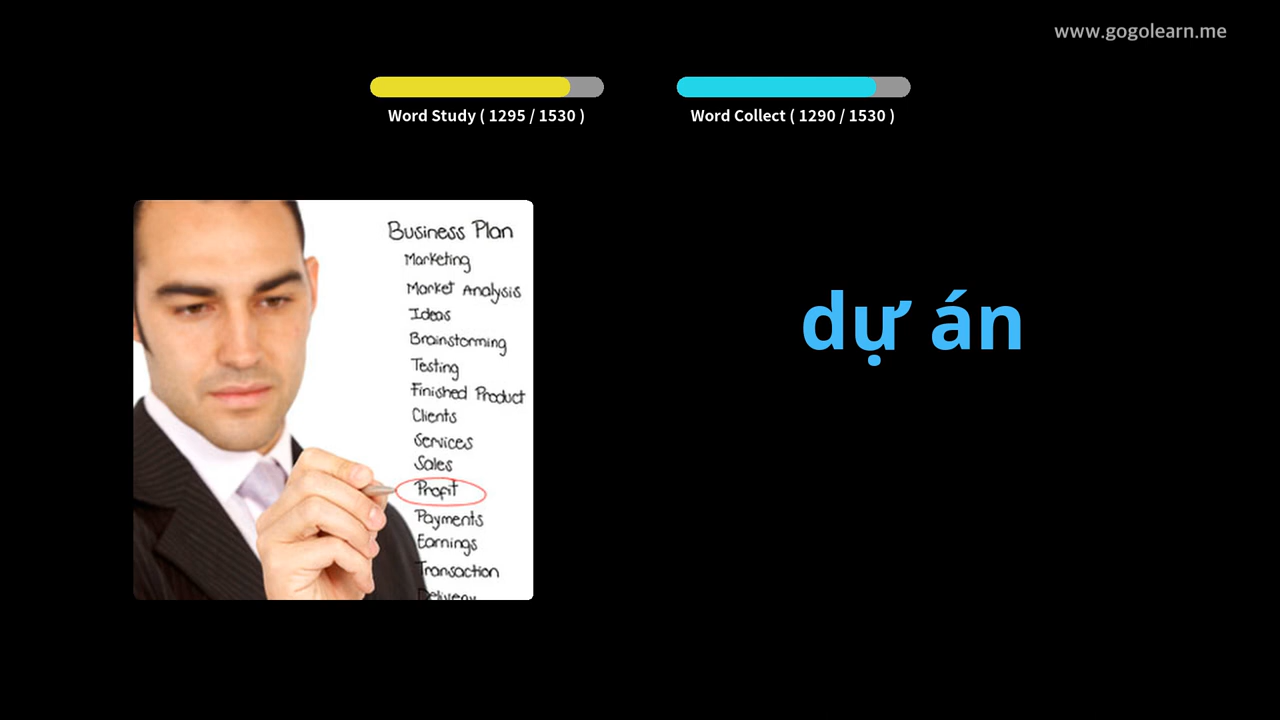 www.gogolearn.me
Word Study ( 1295 / 1530 )
Word Collect ( 1290 / 1530 )
Business Plan
Marketing
Market Analysis
Ideas
Brainstorming
Testing
Finished Product
Clients
Services
Sales
Profit
Payments
Earnings
Transaction
Delivery
dự án